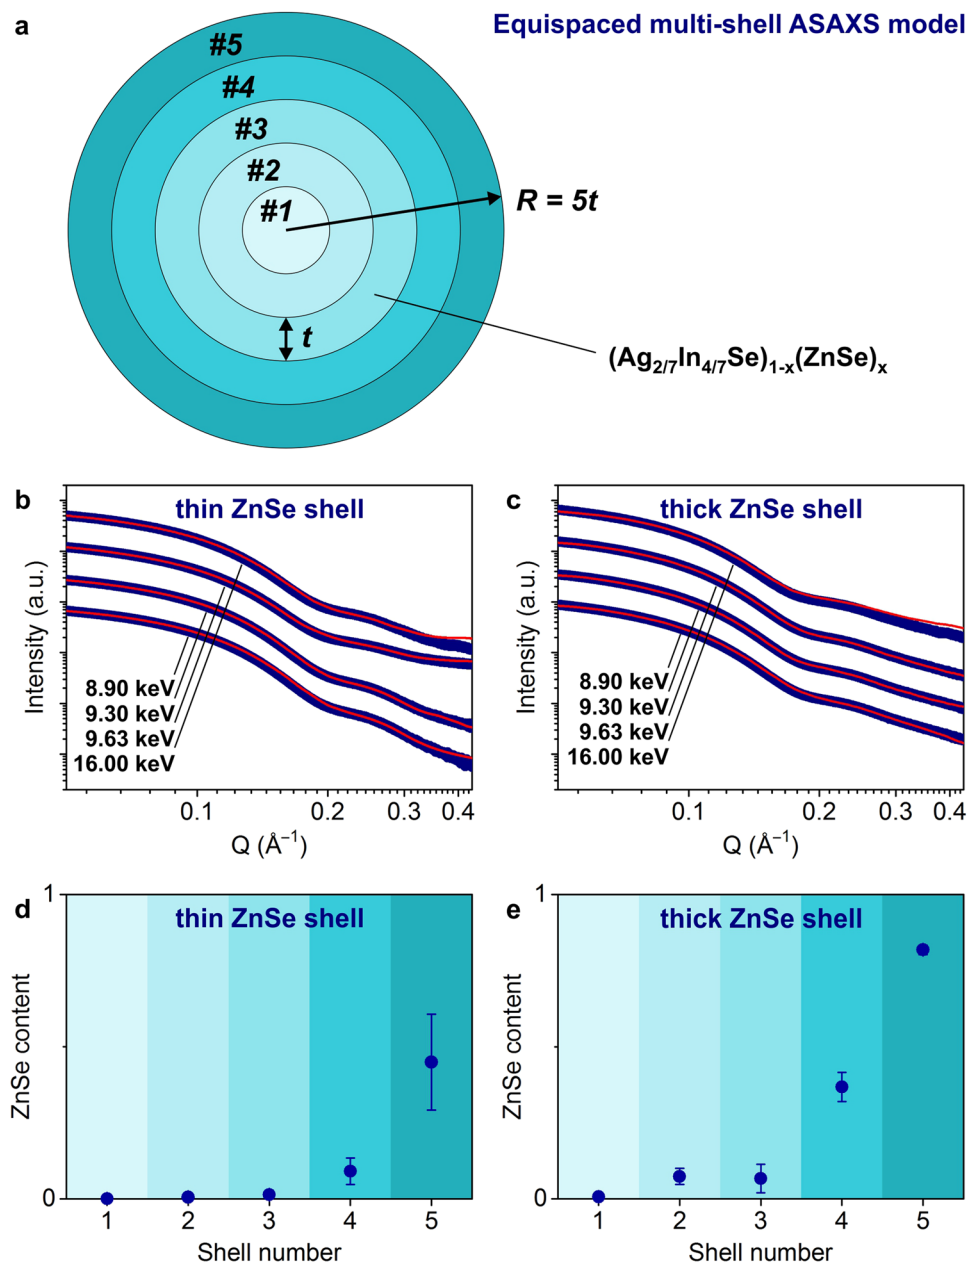 a
Equispaced multi-shell ASAXS model
#5
#4
#3
#2
#1
R = 5t
t
(Ag2/7In4/7Se)1-x(ZnSe)x
b
thin ZnSe shell
Intensity (a.u.)
8.90 keV
9.30 keV
9.63 keV
16.00 keV
0.1
0.2
0.3
0.4
Q (Å⁻¹)
c
thick ZnSe shell
Intensity (a.u.)
8.90 keV
9.30 keV
9.63 keV
16.00 keV
0.1
0.2
0.3
0.4
Q (Å⁻¹)
d
thin ZnSe shell
1
ZnSe content
0
1 2 3 4 5
Shell number
e
thick ZnSe shell
1
ZnSe content
0
1 2 3 4 5
Shell number